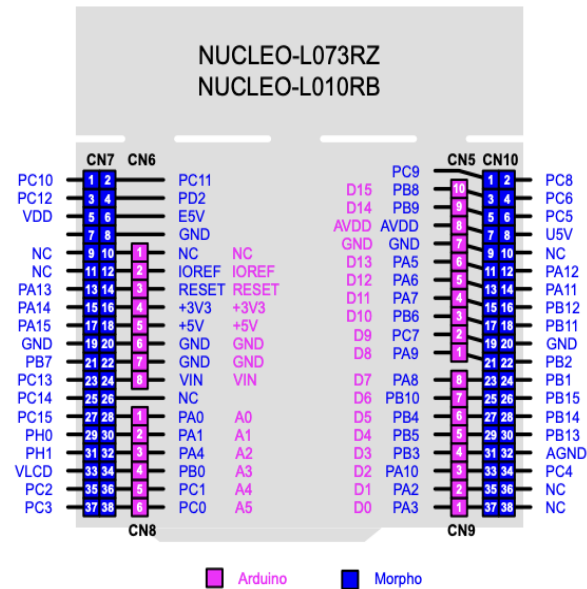 NUCLEO-L073RZ
NUCLEO-L010RB
CN7 CN6 CN5 CN10
PC10 1 2 PC11 PC9 1 2 PC8
PC12 3 4 PD2 D15 PB8 10 3 4 PC6
VDD 5 6 E5V D14 PB9 9 5 6 PC5
7 8 GND AVDD AVDD 8 7 8 U5V
NC 9 10 1 NC NC GND GND 7 9 10 NC
NC 11 12 2 IOREF IOREF D13 PA5 6 11 12 PA12
PA13 13 14 3 RESET RESET D12 PA6 5 13 14 PA11
PA14 15 16 4 +3V3 +3V3 D11 PA7 4 15 16 PB12
PA15 17 18 5 +5V +5V D10 PB6 3 17 18 PB11
GND 19 20 6 GND GND D9 PC7 2 19 20 GND
PB7 21 22 7 GND GND D8 PA9 1 21 22 PB2
PC13 23 24 8 VIN VIN D7 PA8 8 23 24 PB1
PC14 25 26 NC D6 PB10 7 25 26 PB15
PC15 27 28 1 PA0 A0 D5 PB4 6 27 28 PB14
PH0 29 30 2 PA1 A1 D4 PB5 5 29 30 PB13
PH1 31 32 3 PA4 A2 D3 PB3 4 31 32 AGND
VLCD 33 34 4 PB0 A3 D2 PA10 3 33 34 PC4
PC2 35 36 5 PC1 A4 D1 PA2 2 35 36 NC
PC3 37 38 6 PC0 A5 D0 PA3 1 37 38 NC
CN8 CN9
Arduino Morpho